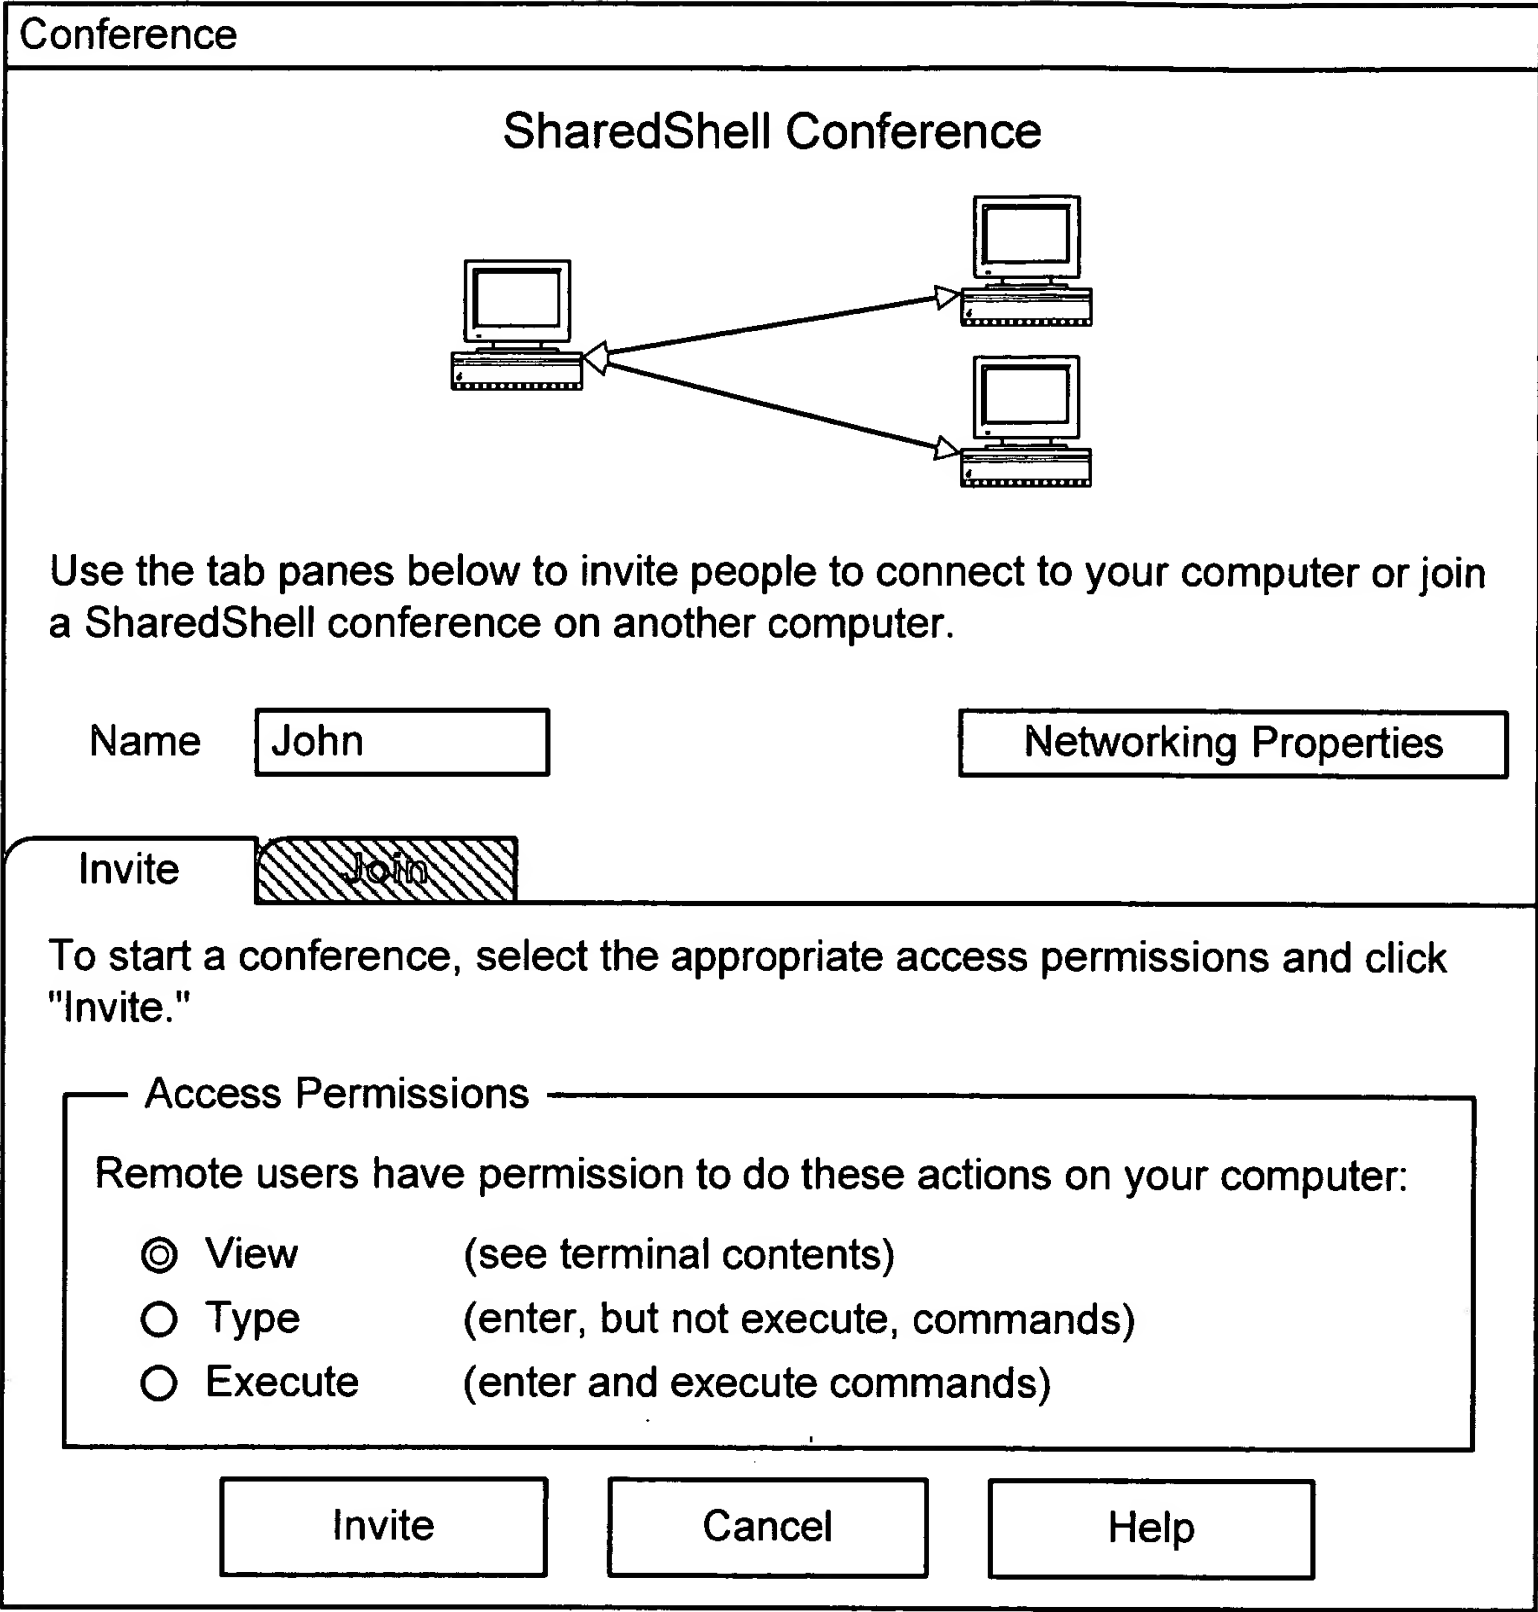 Conference
SharedShell Conference
Use the tab panes below to invite people to connect to your computer or join
a SharedShell conference on another computer.
Name John Networking Properties
Invite Join
To start a conference, select the appropriate access permissions and click
"Invite."
Access Permissions
Remote users have permission to do these actions on your computer:
View (see terminal contents)
Type (enter, but not execute, commands)
Execute (enter and execute commands)
Invite Cancel Help